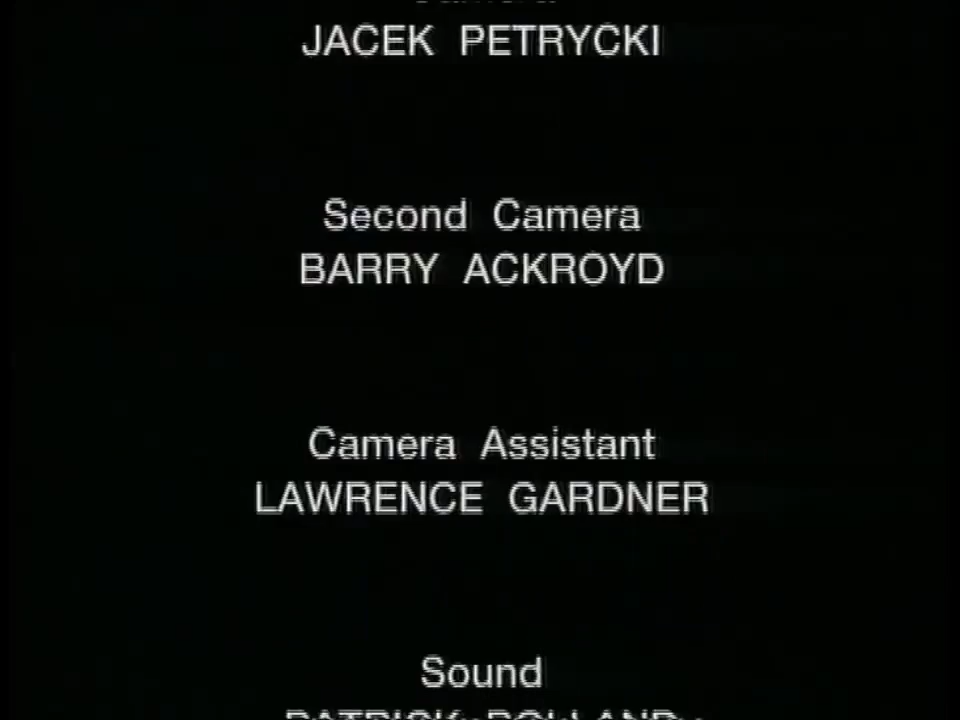 JACEK PETRYCKI
Second Camera
BARRY ACKROYD
Camera Assistant
LAWRENCE GARDNER
Sound